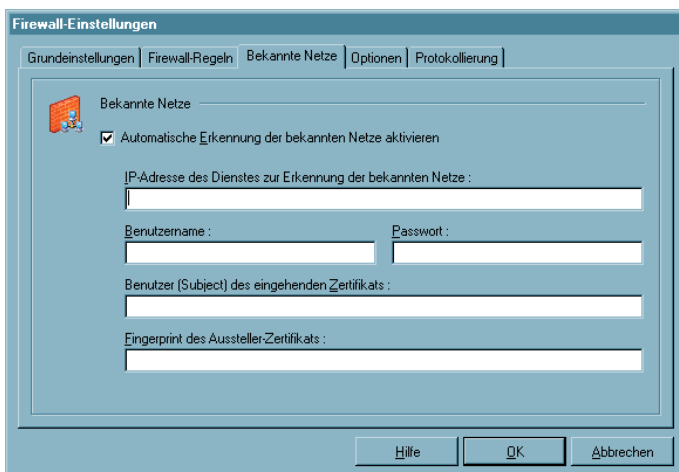 Firewall-Einstellungen
Grundeinstellungen Firewall-Regeln Bekannte Netze Optionen Protokollierung
Bekannte Netze
Automatische Erkennung der bekannten Netze aktivieren
IP-Adresse des Dienstes zur Erkennung der bekannten Netze :
Benutzername : Passwort :
Benutzer (Subject) des eingehenden Zertifikats :
Fingerprint des Aussteller-Zertifikats :
Hilfe OK Abbrechen